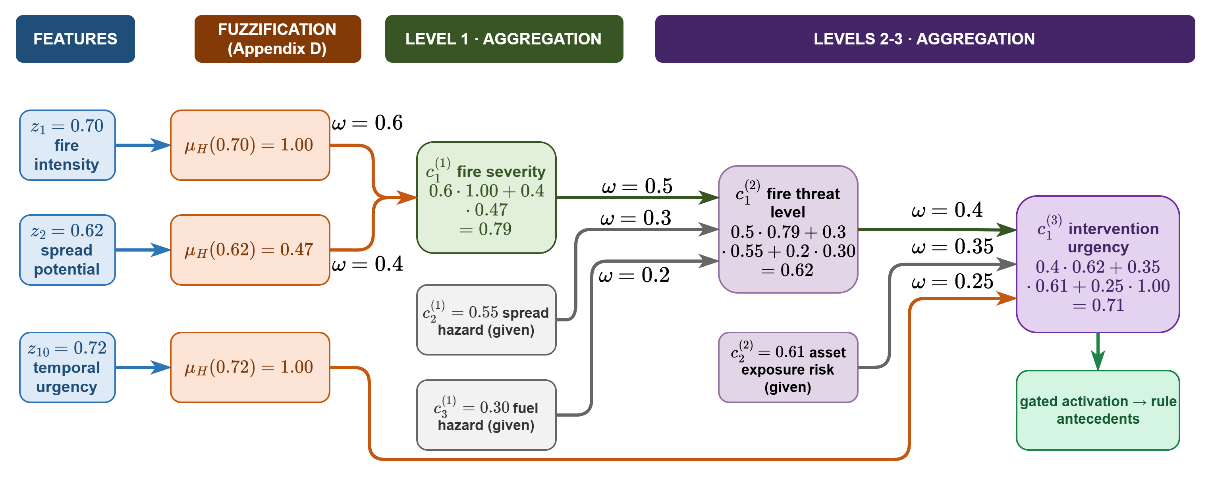 FEATURES
FUZZIFICATION
(Appendix D)
LEVEL 1 · AGGREGATION
LEVELS 2-3 · AGGREGATION
z₁ = 0.70
fire
intensity
μ_H(0.70) = 1.00
ω = 0.6
z₂ = 0.62
spread
potential
μ_H(0.62) = 0.47
ω = 0.4
z₁₀ = 0.72
temporal
urgency
μ_H(0.72) = 1.00
c₁⁽¹⁾ fire severity
0.6 · 1.00 + 0.4
· 0.47
= 0.79
c₂⁽¹⁾ = 0.55 spread
hazard (given)
c₃⁽¹⁾ = 0.30 fuel
hazard (given)
ω = 0.5
ω = 0.3
ω = 0.2
c₁⁽²⁾ fire threat
level
0.5 · 0.79 + 0.3
· 0.55 + 0.2 · 0.30
= 0.62
c₂⁽²⁾ = 0.61 asset
exposure risk
(given)
ω = 0.4
ω = 0.35
ω = 0.25
c₁⁽³⁾ intervention
urgency
0.4 · 0.62 + 0.35
· 0.61 + 0.25 · 1.00
= 0.71
gated activation → rule
antecedents